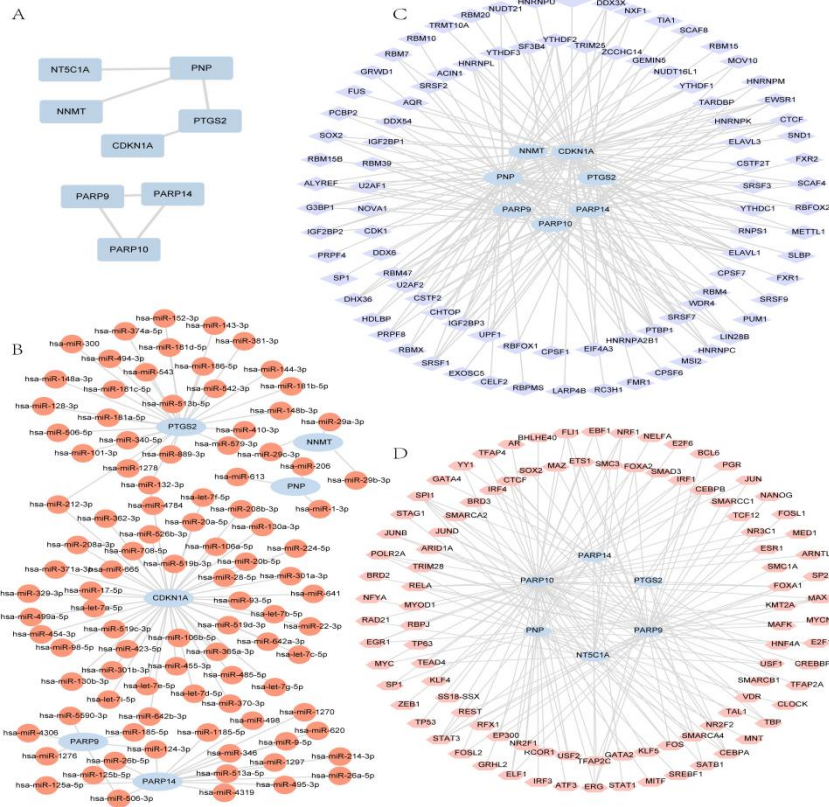 A
NT5C1A
PNP
NNMT
PTGS2
CDKN1A
PARP9
PARP14
PARP10
B
hsa-miR-152-3p
hsa-miR-374a-5p
hsa-miR-143-3p
hsa-miR-300
hsa-miR-181d-5p
hsa-miR-381-3p
hsa-miR-494-3p
hsa-miR-543
hsa-miR-186-5p
hsa-miR-144-3p
hsa-miR-148a-3p
hsa-miR-181c-5p
hsa-miR-542-3p
hsa-miR-181b-5p
hsa-miR-128-3p
hsa-miR-513b-5p
hsa-miR-148b-3p
hsa-miR-181a-5p
hsa-miR-29a-3p
hsa-miR-506-5p
PTGS2
hsa-miR-410-3p
hsa-miR-340-5p
hsa-miR-579-3p
NNMT
hsa-miR-101-3p
hsa-miR-889-3p
hsa-miR-29c-3p
hsa-miR-1278
hsa-miR-206
hsa-miR-613
hsa-miR-29b-3p
hsa-miR-132-3p
PNP
hsa-let-7f-5p
hsa-miR-212-3p
hsa-miR-4784
hsa-miR-208b-3p
hsa-miR-1-3p
hsa-miR-362-3p
hsa-miR-20a-5p
hsa-miR-130a-3p
hsa-miR-526b-3p
hsa-miR-208a-3p
hsa-miR-708-5p
hsa-miR-106a-5p
hsa-miR-224-5p
hsa-miR-519b-3p
hsa-miR-20b-5p
hsa-miR-371a-3p
hsa-miR-665
hsa-miR-28-5p
hsa-miR-301a-3p
hsa-miR-329-3p
hsa-miR-17-5p
hsa-miR-641
CDKN1A
hsa-miR-93-5p
hsa-let-7a-5p
hsa-let-7b-5p
hsa-miR-499a-5p
hsa-miR-519d-3p
hsa-miR-22-3p
hsa-miR-454-3p
hsa-miR-519c-3p
hsa-miR-106b-5p
hsa-miR-642a-3p
hsa-miR-98-5p
hsa-miR-423-5p
hsa-miR-365a-3p
hsa-let-7c-5p
hsa-miR-301b-3p
hsa-miR-455-3p
hsa-miR-485-5p
hsa-miR-130b-3p
hsa-let-7e-5p
hsa-let-7g-5p
hsa-let-7i-5p
hsa-let-7d-5p
hsa-miR-370-3p
hsa-miR-642b-3p
hsa-miR-498
hsa-miR-1270
hsa-miR-5590-3p
hsa-miR-185-5p
hsa-miR-1185-5p
hsa-miR-620
hsa-miR-4306
PARP9
hsa-miR-124-3p
hsa-miR-9-5p
hsa-miR-346
hsa-miR-214-3p
hsa-miR-1276
hsa-miR-26b-5p
hsa-miR-1297
hsa-miR-125b-5p
hsa-miR-513a-5p
hsa-miR-26a-5p
PARP14
hsa-miR-125a-5p
hsa-miR-495-3p
hsa-miR-506-3p
hsa-miR-4319
C
HNRNPU
DDX3X
NUDT21
NXF1
RBM20
TIA1
TRMT10A
YTHDF2
SCAF8
RBM10
SF3B4
TRIM25
YTHDF3
ZCCHC14
RBM15
RBM7
HNRNPL
GEMIN5
MOV10
ACIN1
NUDT16L1
GRWD1
SRSF2
YTHDF1
HNRNPM
FUS
AQR
TARDBP
EWSR1
PCBP2
DDX54
HNRNPK
CTCF
SOX2
IGF2BP1
ELAVL3
SND1
NNMT
CDKN1A
RBM15B
RBM39
CSTF2T
FXR2
PNP
PTGS2
ALYREF
U2AF1
SRSF3
SCAF4
G3BP1
NOVA1
YTHDC1
RBFOX2
PARP9
PARP14
IGF2BP2
CDK1
PARP10
RNPS1
METTL1
PRPF4
DDX6
ELAVL1
SLBP
SP1
RBM47
CPSF7
FXR1
DHX36
U2AF2
RBM4
SRSF9
HDLBP
CSTF2
WDR4
PUM1
CHTOP
SRSF7
PRPF8
IGF2BP3
PTBP1
LIN28B
RBMX
UPF1
HNRNPA2B1
HNRNPC
SRSF1
RBFOX1
CPSF1
EIF4A3
MSI2
EXOSC5
CPSF6
CELF2
RBPMS
LARP4B
RC3H1
FMR1
D
FLI1
EBF1
NRF1
BHLHE40
NELFA
AR
E2F6
TFAP4
ETS1
BCL6
YY1
SOX2
MAZ
SMC3
FOXA2
PGR
CTCF
SMAD3
GATA4
IRF4
IRF1
JUN
SPI1
BRD3
CEBPB
NANOG
STAG1
SMARCA2
SMARCC1
FOSL1
JUNB
JUND
TCF12
MED1
POLR2A
ARID1A
NR3C1
ARNTL
PARP14
BRD2
TRIM28
ESR1
SP2
PARP10
PTGS2
NFYA
RELA
SMC1A
MAX
RAD21
MYOD1
FOXA1
MYCN
EGR1
RBPJ
KMT2A
E2F1
PNP
PARP9
MYC
TP63
MAFK
CREBBP
NT5C1A
SP1
TEAD4
HNF4A
TFAP2A
ZEB1
KLF4
USF1
CLOCK
TP53
SS18-SSX
SMARCB1
TBP
STAT3
REST
VDR
MNT
FOSL2
RFX1
TAL1
CEBPA
GRHL2
EP300
NR2F2
SATB1
ELF1
NR2F1
SMARCA4
SREBF1
IRF3
RCOR1
FOS
MITF
ATF3
USF2
KLF5
STAT1
ERG
TFAP2C
GATA2